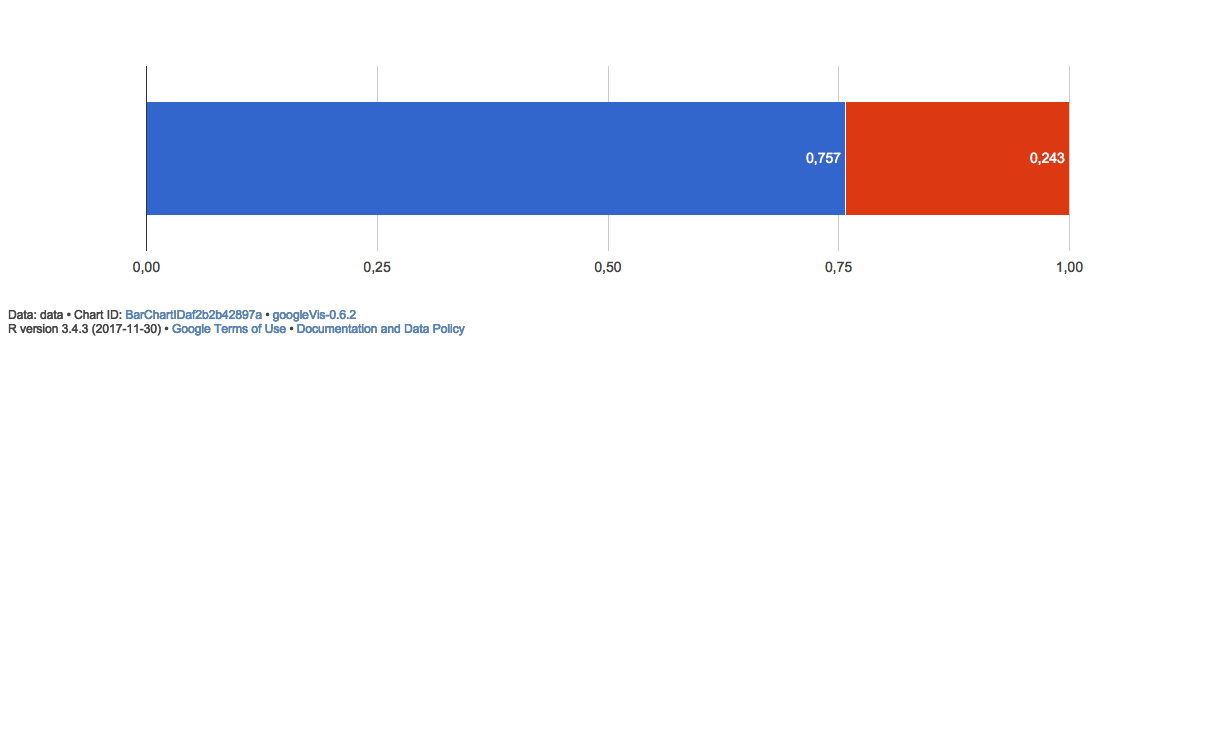 0,757 0,243
0,00 0,25 0,50 0,75 1,00
Data: data • Chart ID: BarChartIDaf2b2b42897a • googleVis-0.6.2
R version 3.4.3 (2017-11-30) • Google Terms of Use • Documentation and Data Policy